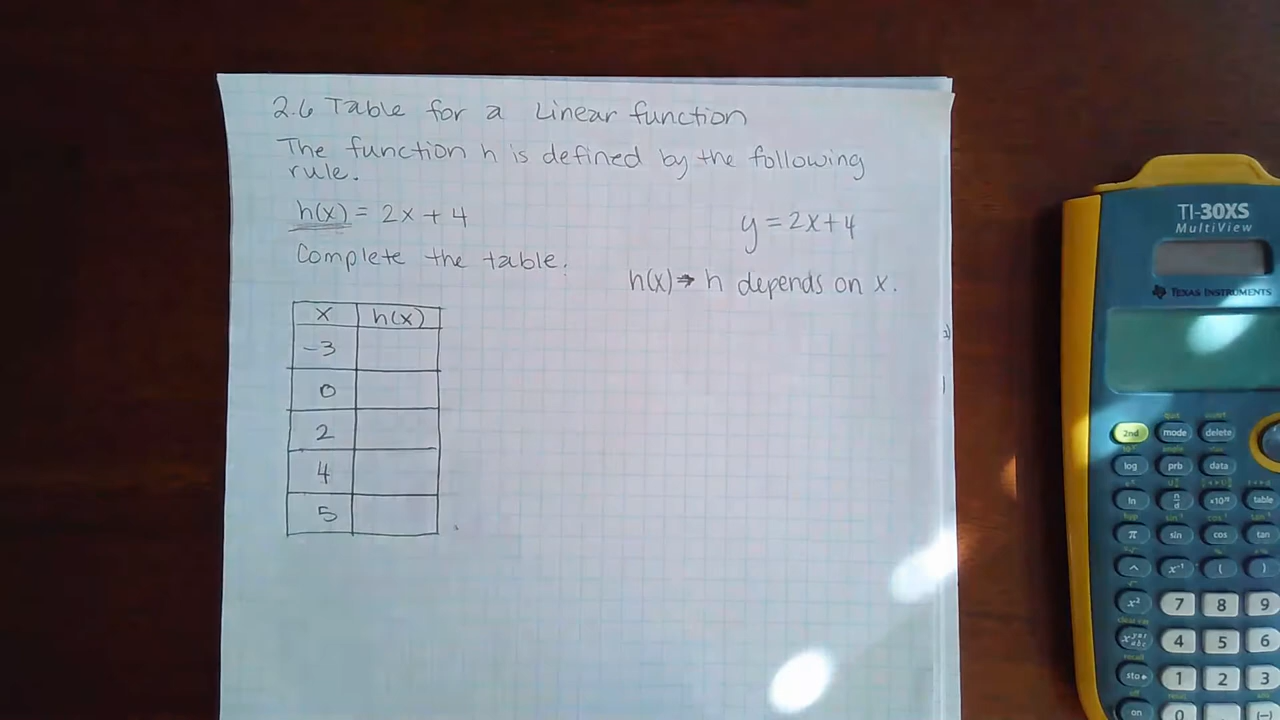 2.6 Table for a Linear function
The function h is defined by the following
rule.
h(x) = 2x + 4
y = 2x+4
Complete the table.
h(x) → h depends on x.
x h(x)
-3
0
2
4
5
TI-30XS
MultiView
TEXAS INSTRUMENTS
2nd mode delete
log prb data
ln n/d ×10ⁿ table
π sin cos tan
^ x⁻¹ ( )
x² 7 8 9
4 5 6
sto 1 2 3
on 0 (−)